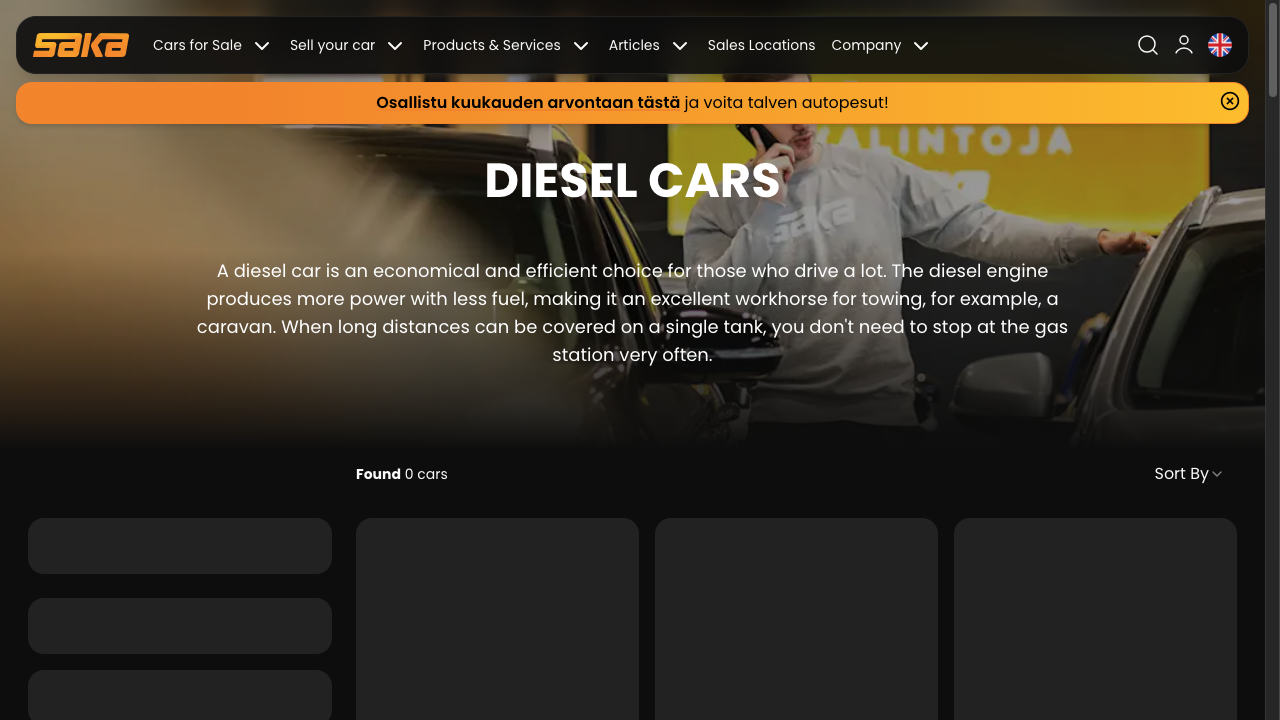 saka
Cars for Sale
Sell your car
Products & Services
Articles
Sales Locations
Company
Osallistu kuukauden arvontaan tästä ja voita talven autopesut!
ALINTOJA
saka
DIESEL CARS
A diesel car is an economical and efficient choice for those who drive a lot. The diesel engine
produces more power with less fuel, making it an excellent workhorse for towing, for example, a
caravan. When long distances can be covered on a single tank, you don't need to stop at the gas
station very often.
Found 0 cars
Sort By